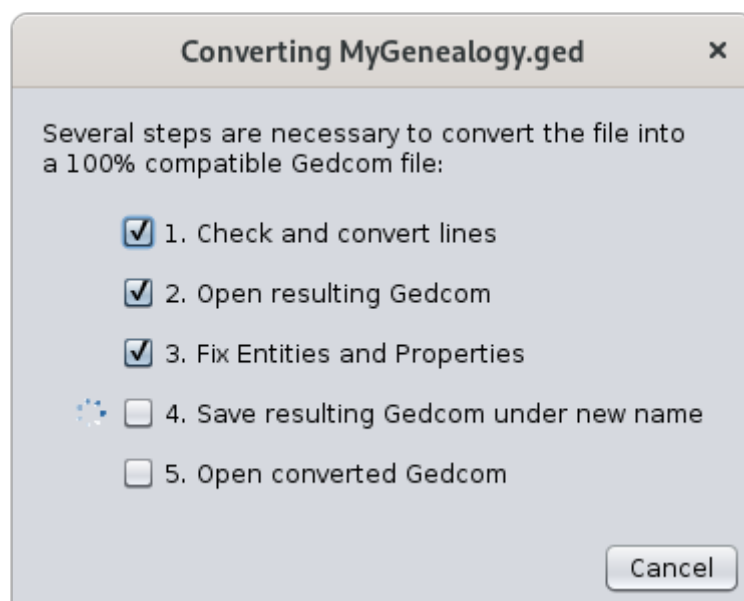 Converting MyGenealogy.ged
Several steps are necessary to convert the file into
a 100% compatible Gedcom file:
1. Check and convert lines
2. Open resulting Gedcom
3. Fix Entities and Properties
4. Save resulting Gedcom under new name
5. Open converted Gedcom
Cancel